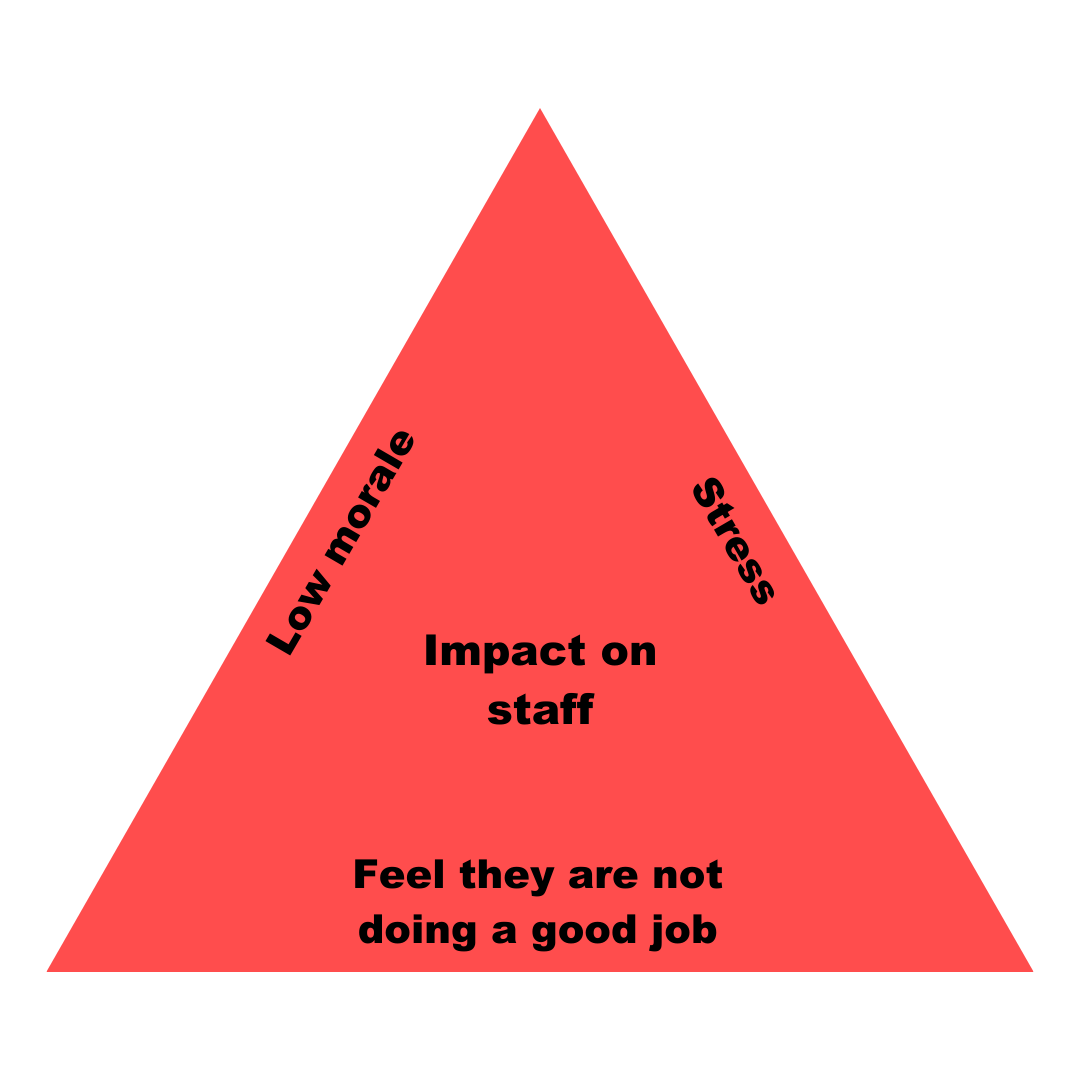 Low morale
Stress
Impact on
staff
Feel they are not
doing a good job